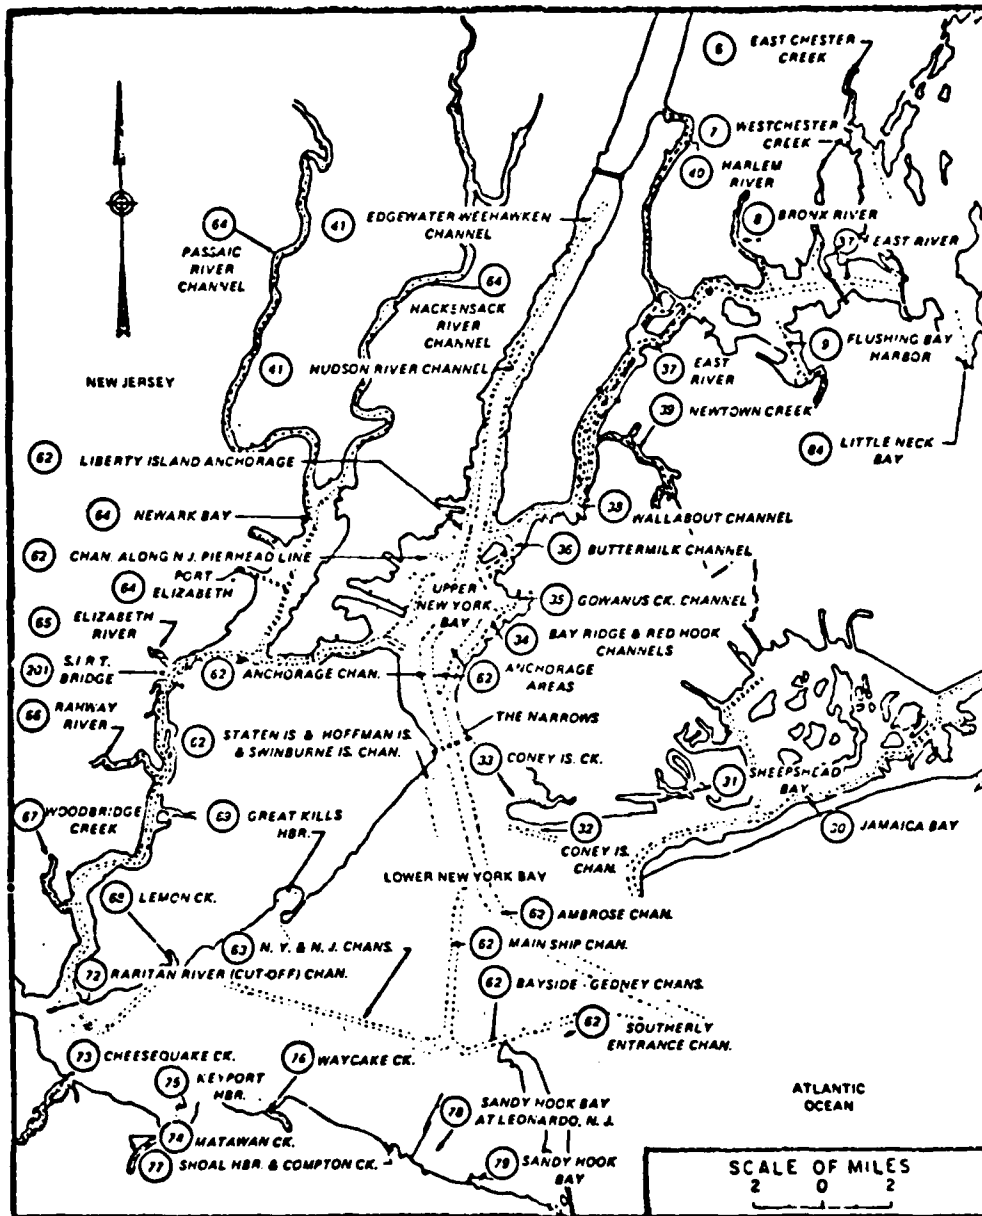 6 EAST CHESTER
CREEK
7 WESTCHESTER
CREEK
40 HARLEM
RIVER
8 BRONX RIVER
37 EAST RIVER
EDGEWATER-WEEHAWKEN
CHANNEL
64
PASSAIC
RIVER
CHANNEL
41
64
HACKENSACK
RIVER
CHANNEL
9 FLUSHING BAY
HARBOR
HUDSON RIVER CHANNEL
37 EAST
RIVER
41
NEW JERSEY
39 NEWTOWN CREEK
84 LITTLE NECK
BAY
62 LIBERTY ISLAND ANCHORAGE
64 NEWARK BAY
38
WALLABOUT CHANNEL
62 CHAN. ALONG N.J. PIERHEAD LINE
36 BUTTERMILK CHANNEL
64 PORT
ELIZABETH
UPPER
NEW YORK
BAY
35 GOWANUS CK. CHANNEL
65 ELIZABETH
RIVER
34 BAY RIDGE & RED HOOK
CHANNELS
201 S.I.R.T.
BRIDGE
62 ANCHORAGE CHAN.
62 ANCHORAGE
AREAS
66 RAHWAY
RIVER
62
STATEN IS & HOFFMAN IS.
& SWINBURNE IS. CHAN.
THE NARROWS
33 CONEY IS. CK.
31 SHEEPSHEAD
BAY
67 WOODBRIDGE
CREEK
69 GREAT KILLS
HBR.
32
CONEY IS.
CHAN.
30 JAMAICA BAY
LOWER NEW YORK BAY
68 LEMON CK.
62 AMBROSE CHAN.
63 N. Y. & N. J. CHANS.
62 MAIN SHIP CHAN.
72 RARITAN RIVER (CUT-OFF) CHAN.
62 BAYSIDE - GEDNEY CHANS.
62 SOUTHERLY
ENTRANCE CHAN.
73 CHEESEQUAKE CK.
76 WAYCAKE CK.
75 KEYPORT
HBR.
78 SANDY HOOK BAY
AT LEONARDO, N. J.
ATLANTIC
OCEAN
74 MATAWAN CK.
77 SHOAL HBR. & COMPTON CK.
79 SANDY HOOK
BAY
SCALE OF MILES
2 0 2